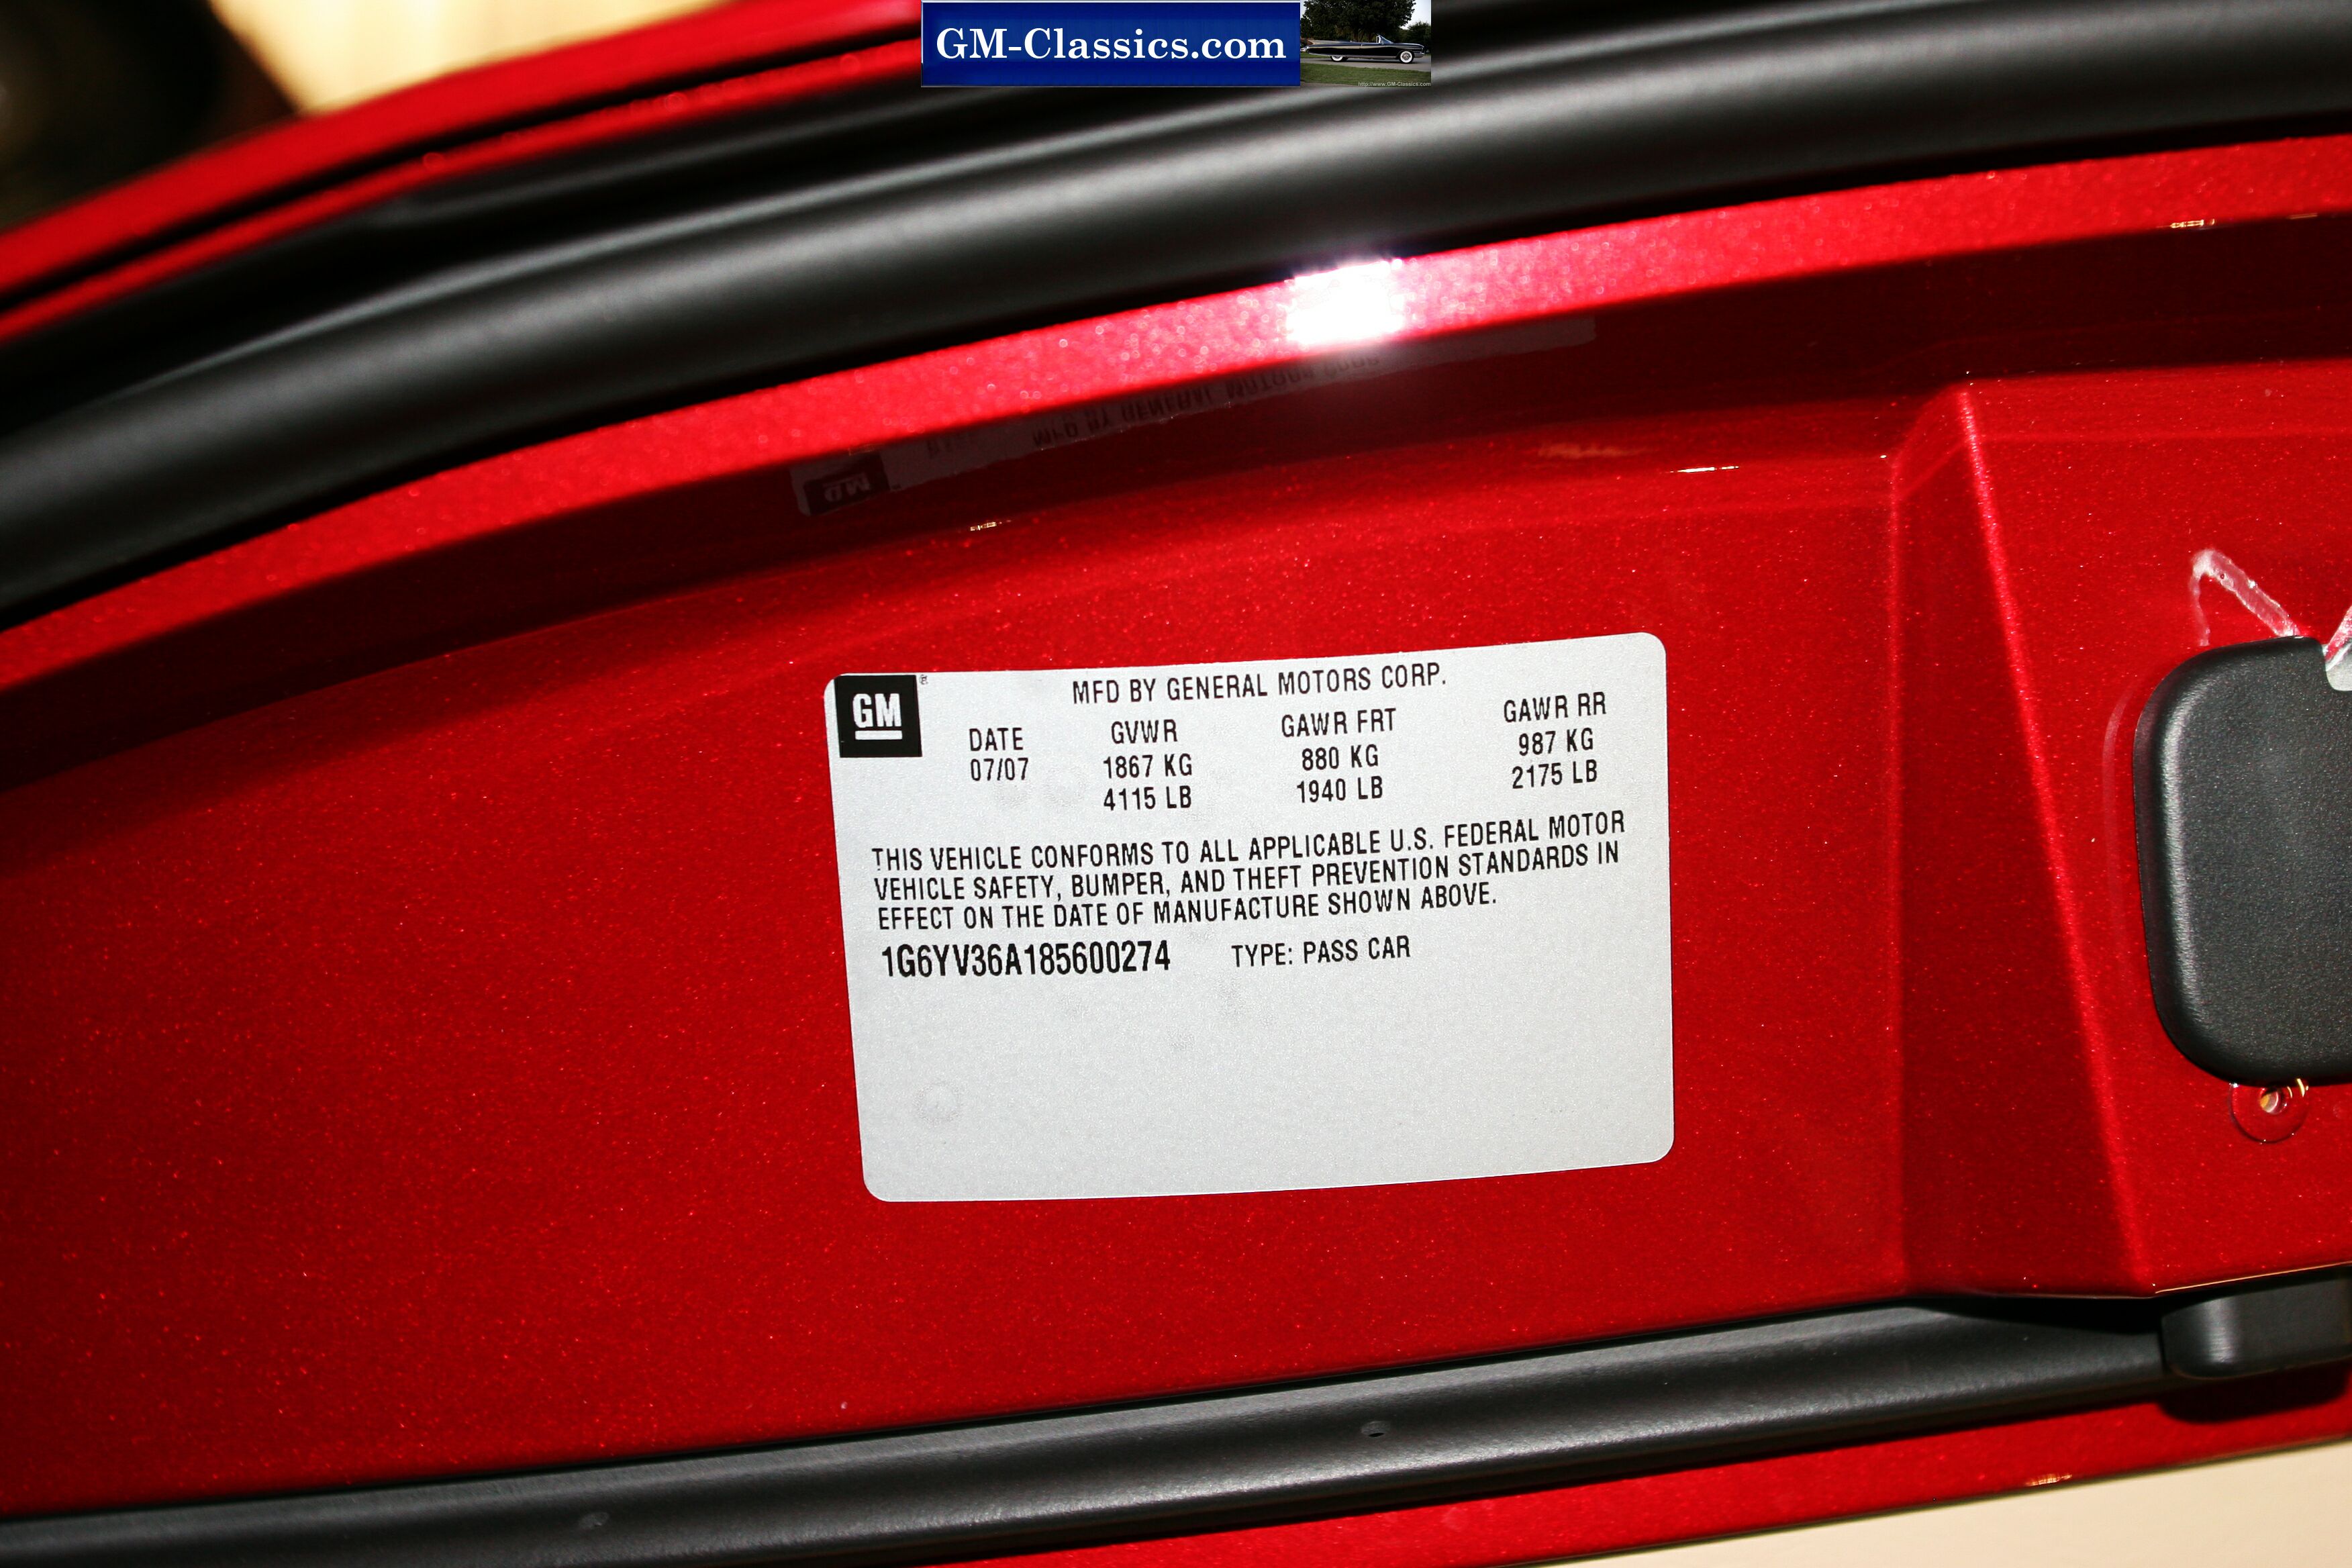 GM-Classics.com
GM
MFD BY GENERAL MOTORS CORP.
DATE GVWR GAWR FRT GAWR RR
07/07 1867 KG 880 KG 987 KG
4115 LB 1940 LB 2175 LB
THIS VEHICLE CONFORMS TO ALL APPLICABLE U.S. FEDERAL MOTOR
VEHICLE SAFETY, BUMPER, AND THEFT PREVENTION STANDARDS IN
EFFECT ON THE DATE OF MANUFACTURE SHOWN ABOVE.
1G6YV36A185600274 TYPE: PASS CAR